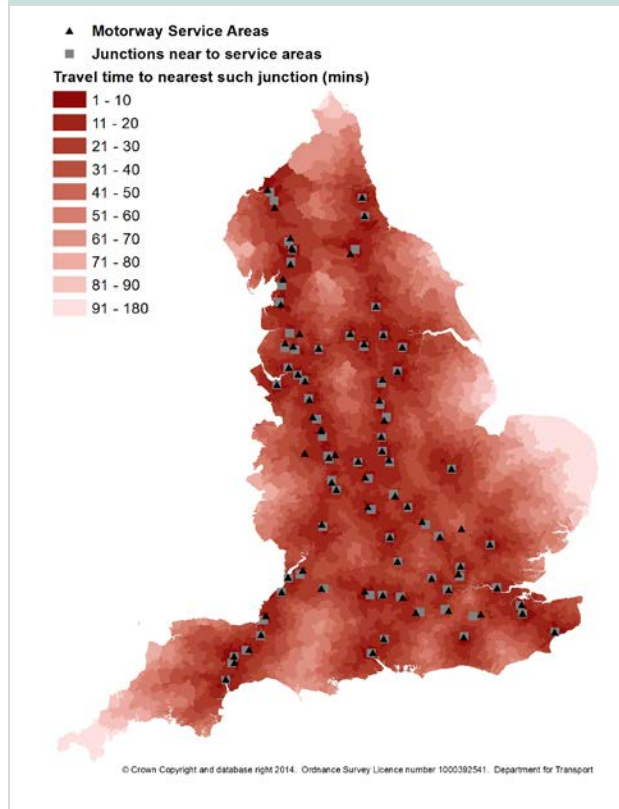 Motorway Service Areas
Junctions near to service areas
Travel time to nearest such junction (mins)
1 - 10
11 - 20
21 - 30
31 - 40
41 - 50
51 - 60
61 - 70
71 - 80
81 - 90
91 - 180
© Crown Copyright and database right 2014. Ordnance Survey Licence number 1000392541. Department for Transport